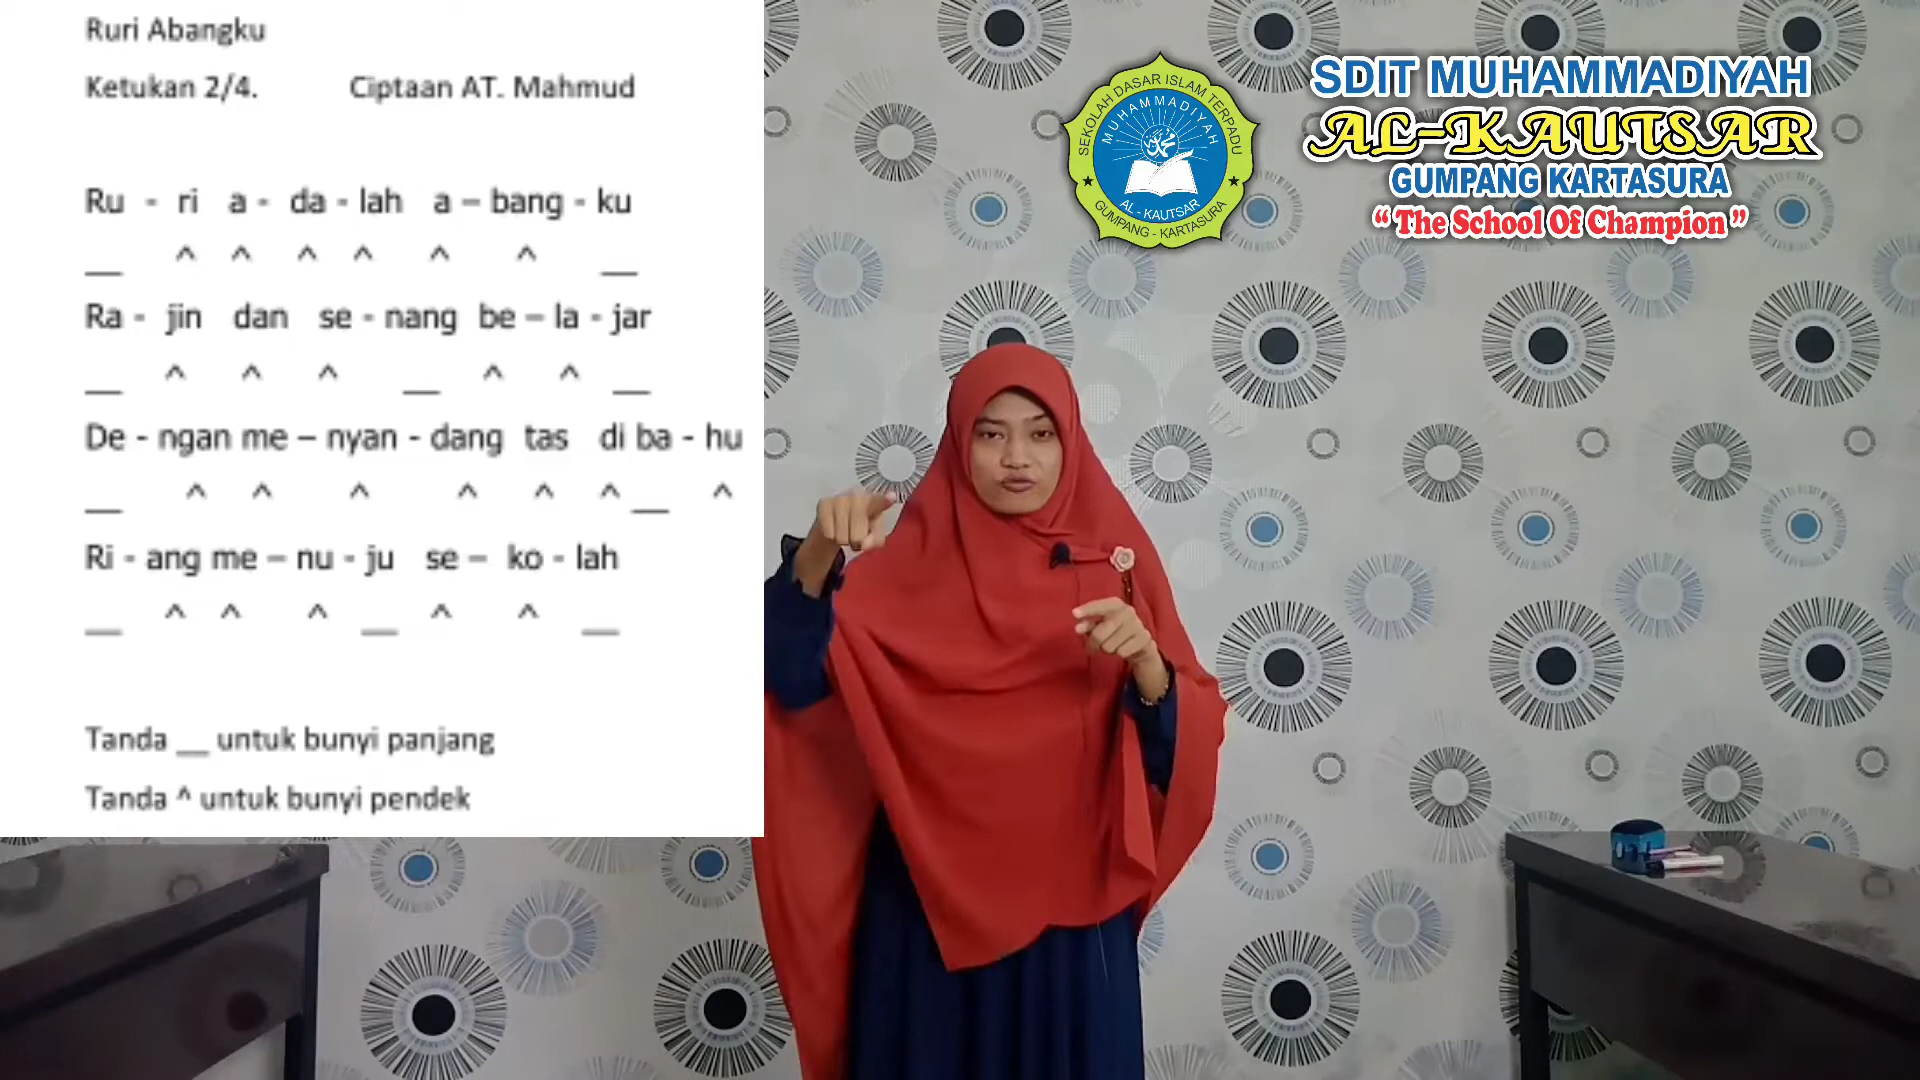 Ruri Abangku
Ketukan 2/4. Ciptaan AT. Mahmud
Ru - ri a - da - lah a – bang - ku
__ ^ ^ ^ ^ ^ ^ __
Ra - jin dan se - nang be – la - jar
__ ^ ^ ^ __ ^ ^ __
De - ngan me – nyan - dang tas di ba - hu
__ ^ ^ ^ ^ ^ ^ __ ^
Ri - ang me – nu - ju se – ko - lah
__ ^ ^ ^ __ ^ ^ __
Tanda __ untuk bunyi panjang
Tanda ^ untuk bunyi pendek
SEKOLAH DASAR ISLAM TERPADU
MUHAMMADIYAH
محمد
AL - KAUTSAR
GUMPANG - KARTASURA
SDIT MUHAMMADIYAH
AL-KAUTSAR
GUMPANG KARTASURA
“ The School Of Champion ”